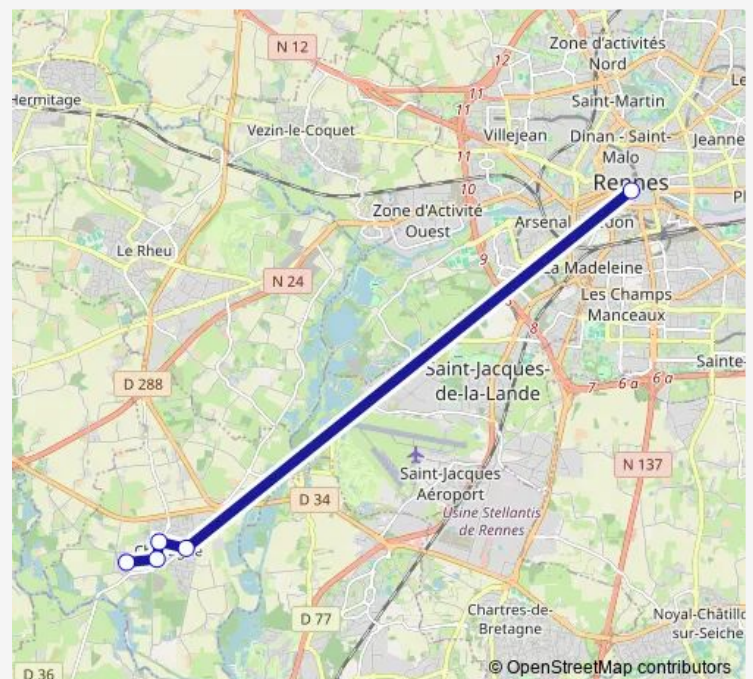 N 12
Zone d'activités
Nord
12
11
Saint-Martin
Hermitage
11
Vezin-le-Coquet
Villejean
Dinan - Saint-
Malo
Jeanne
11
10
Rennes
Zone d'Activité
Ouest
Arsenal
Le Rheu
9
La Madeleine
N 24
Les Champs
Manceaux
8
Saint-Jacques-
de-la-Lande
Sainte-
7
6a
6a
D 288
N 137
Saint-Jacques
Aéroport
D 34
Usine Stellantis
de Rennes
Chartres-de-
Bretagne
D 77
Noyal-Châtillo
sur-Seiche
D 36
© OpenStreetMap contributors